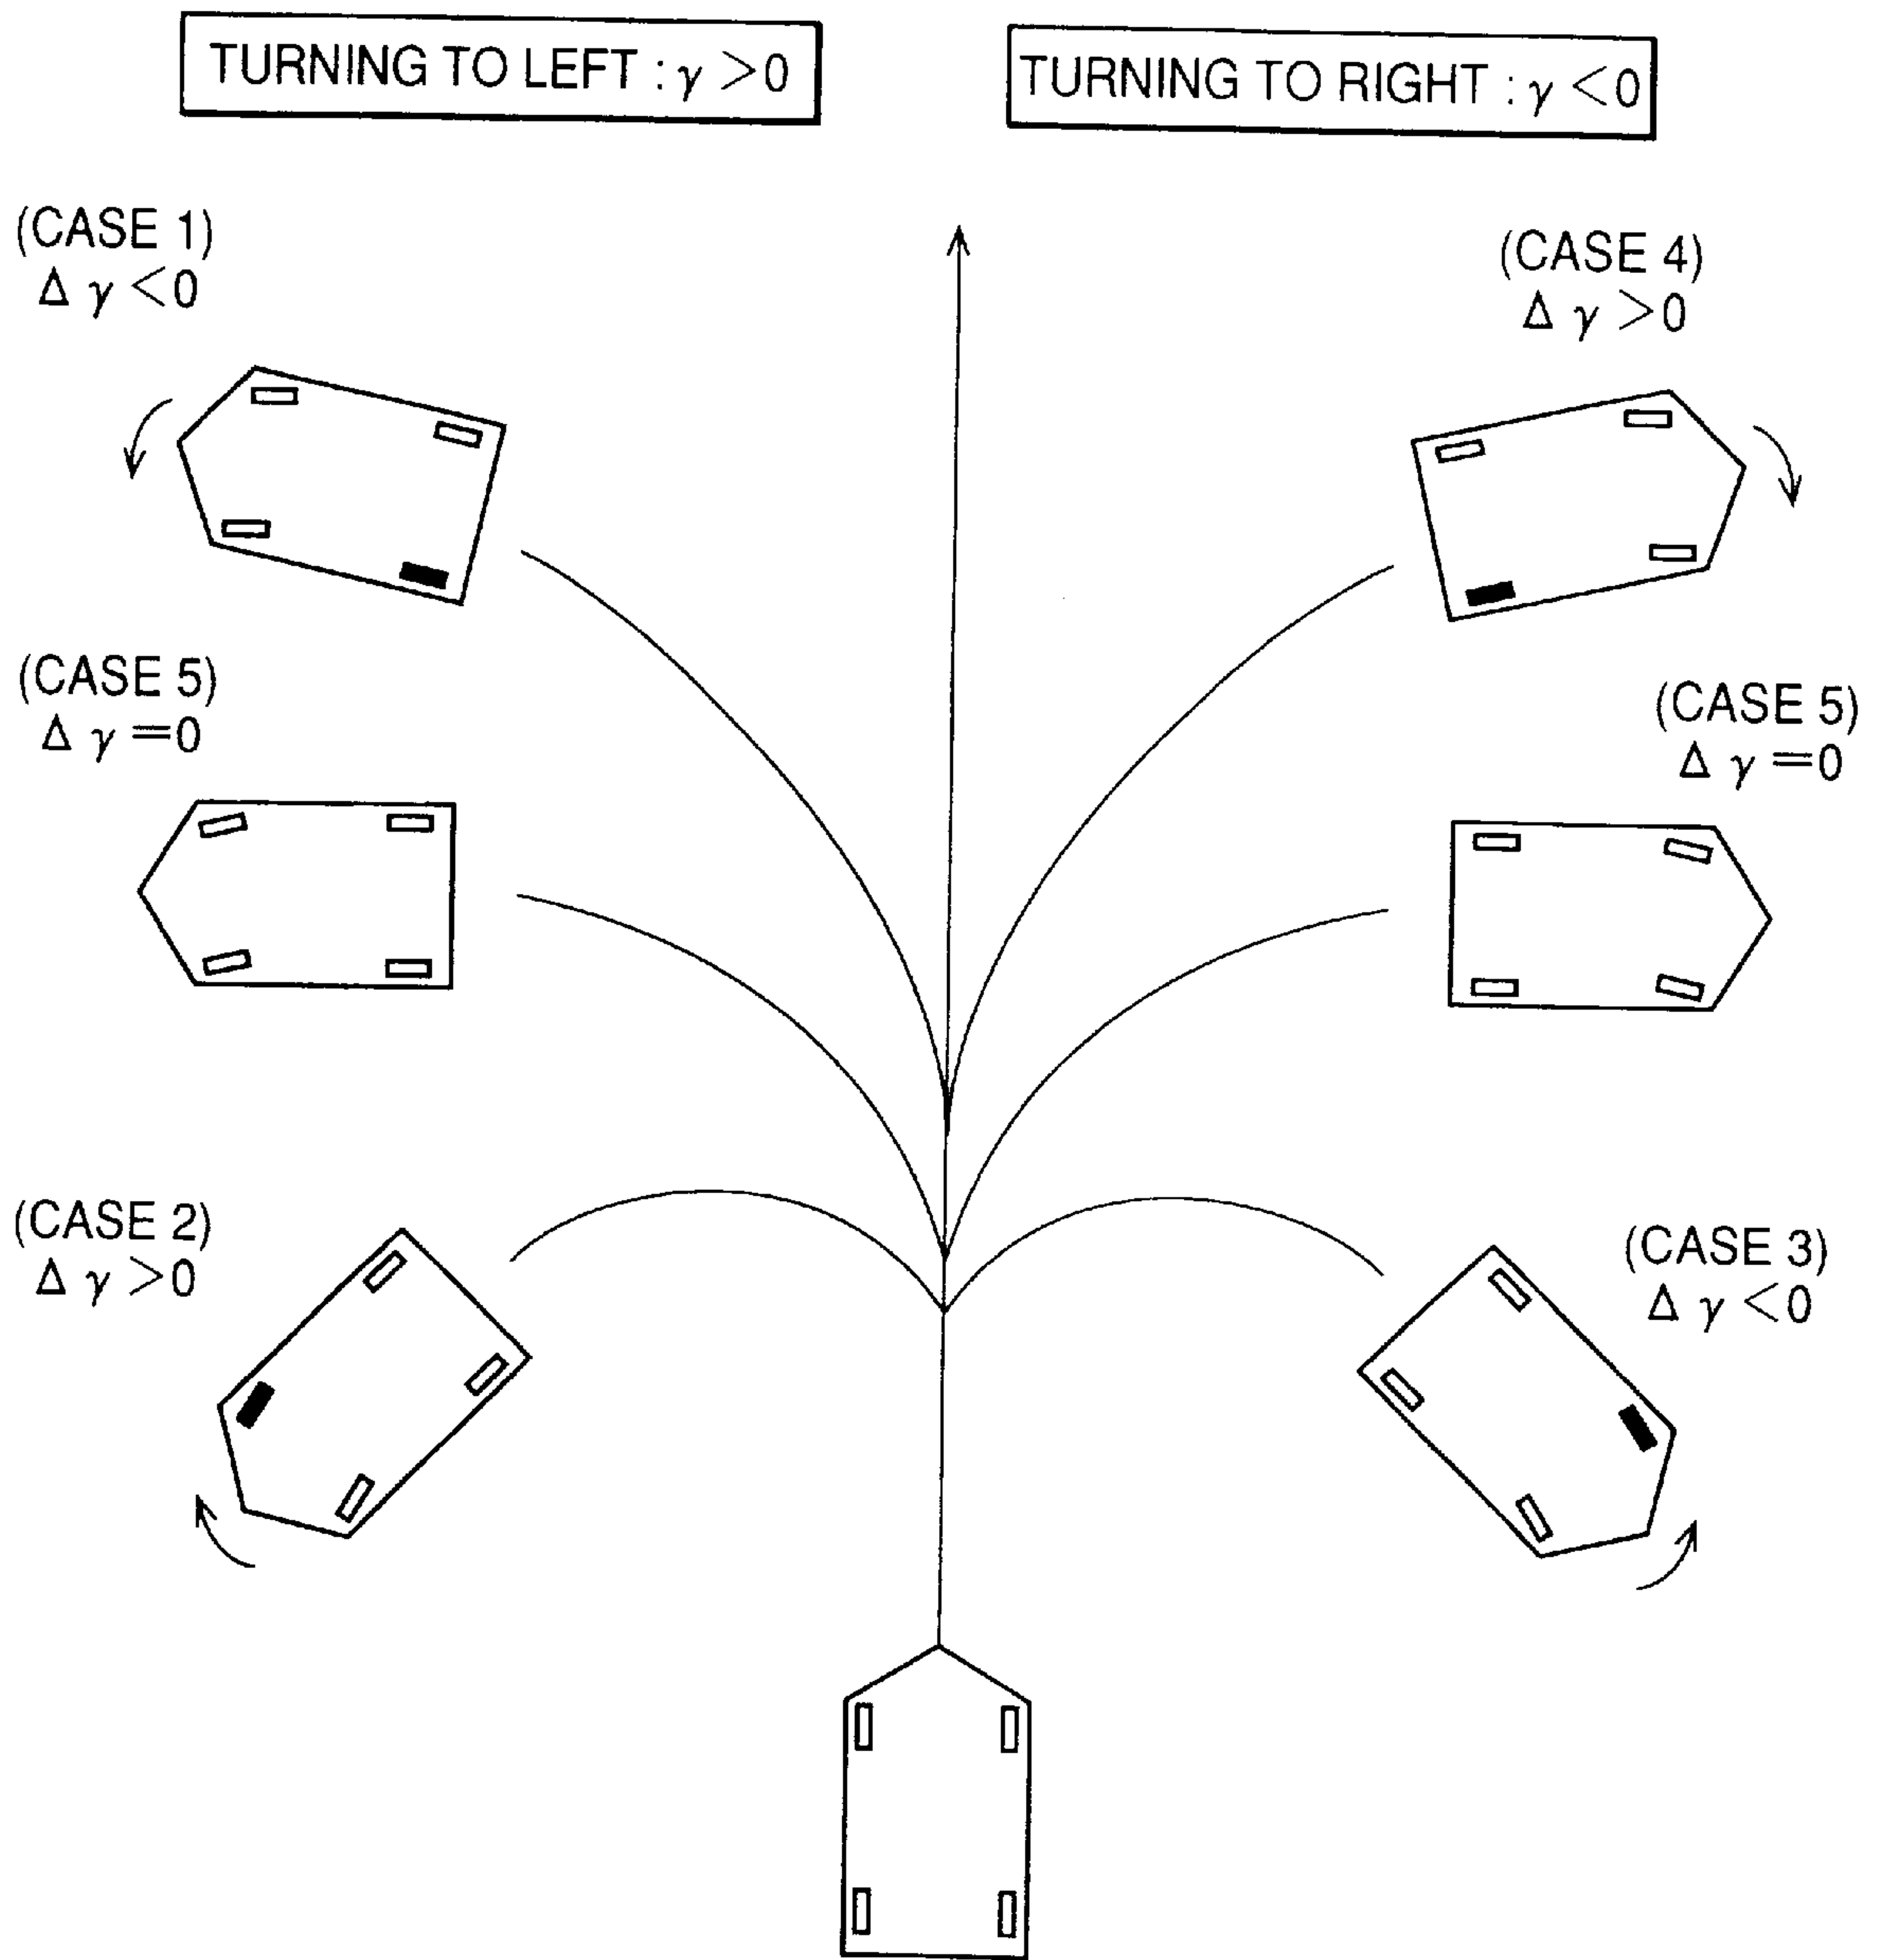 TURNING TO LEFT : γ >0
TURNING TO RIGHT : γ <0
(CASE 1)
Δ γ <0
(CASE 4)
Δ γ >0
(CASE 5)
Δ γ =0
(CASE 5)
Δ γ =0
(CASE 2)
Δ γ >0
(CASE 3)
Δ γ <0